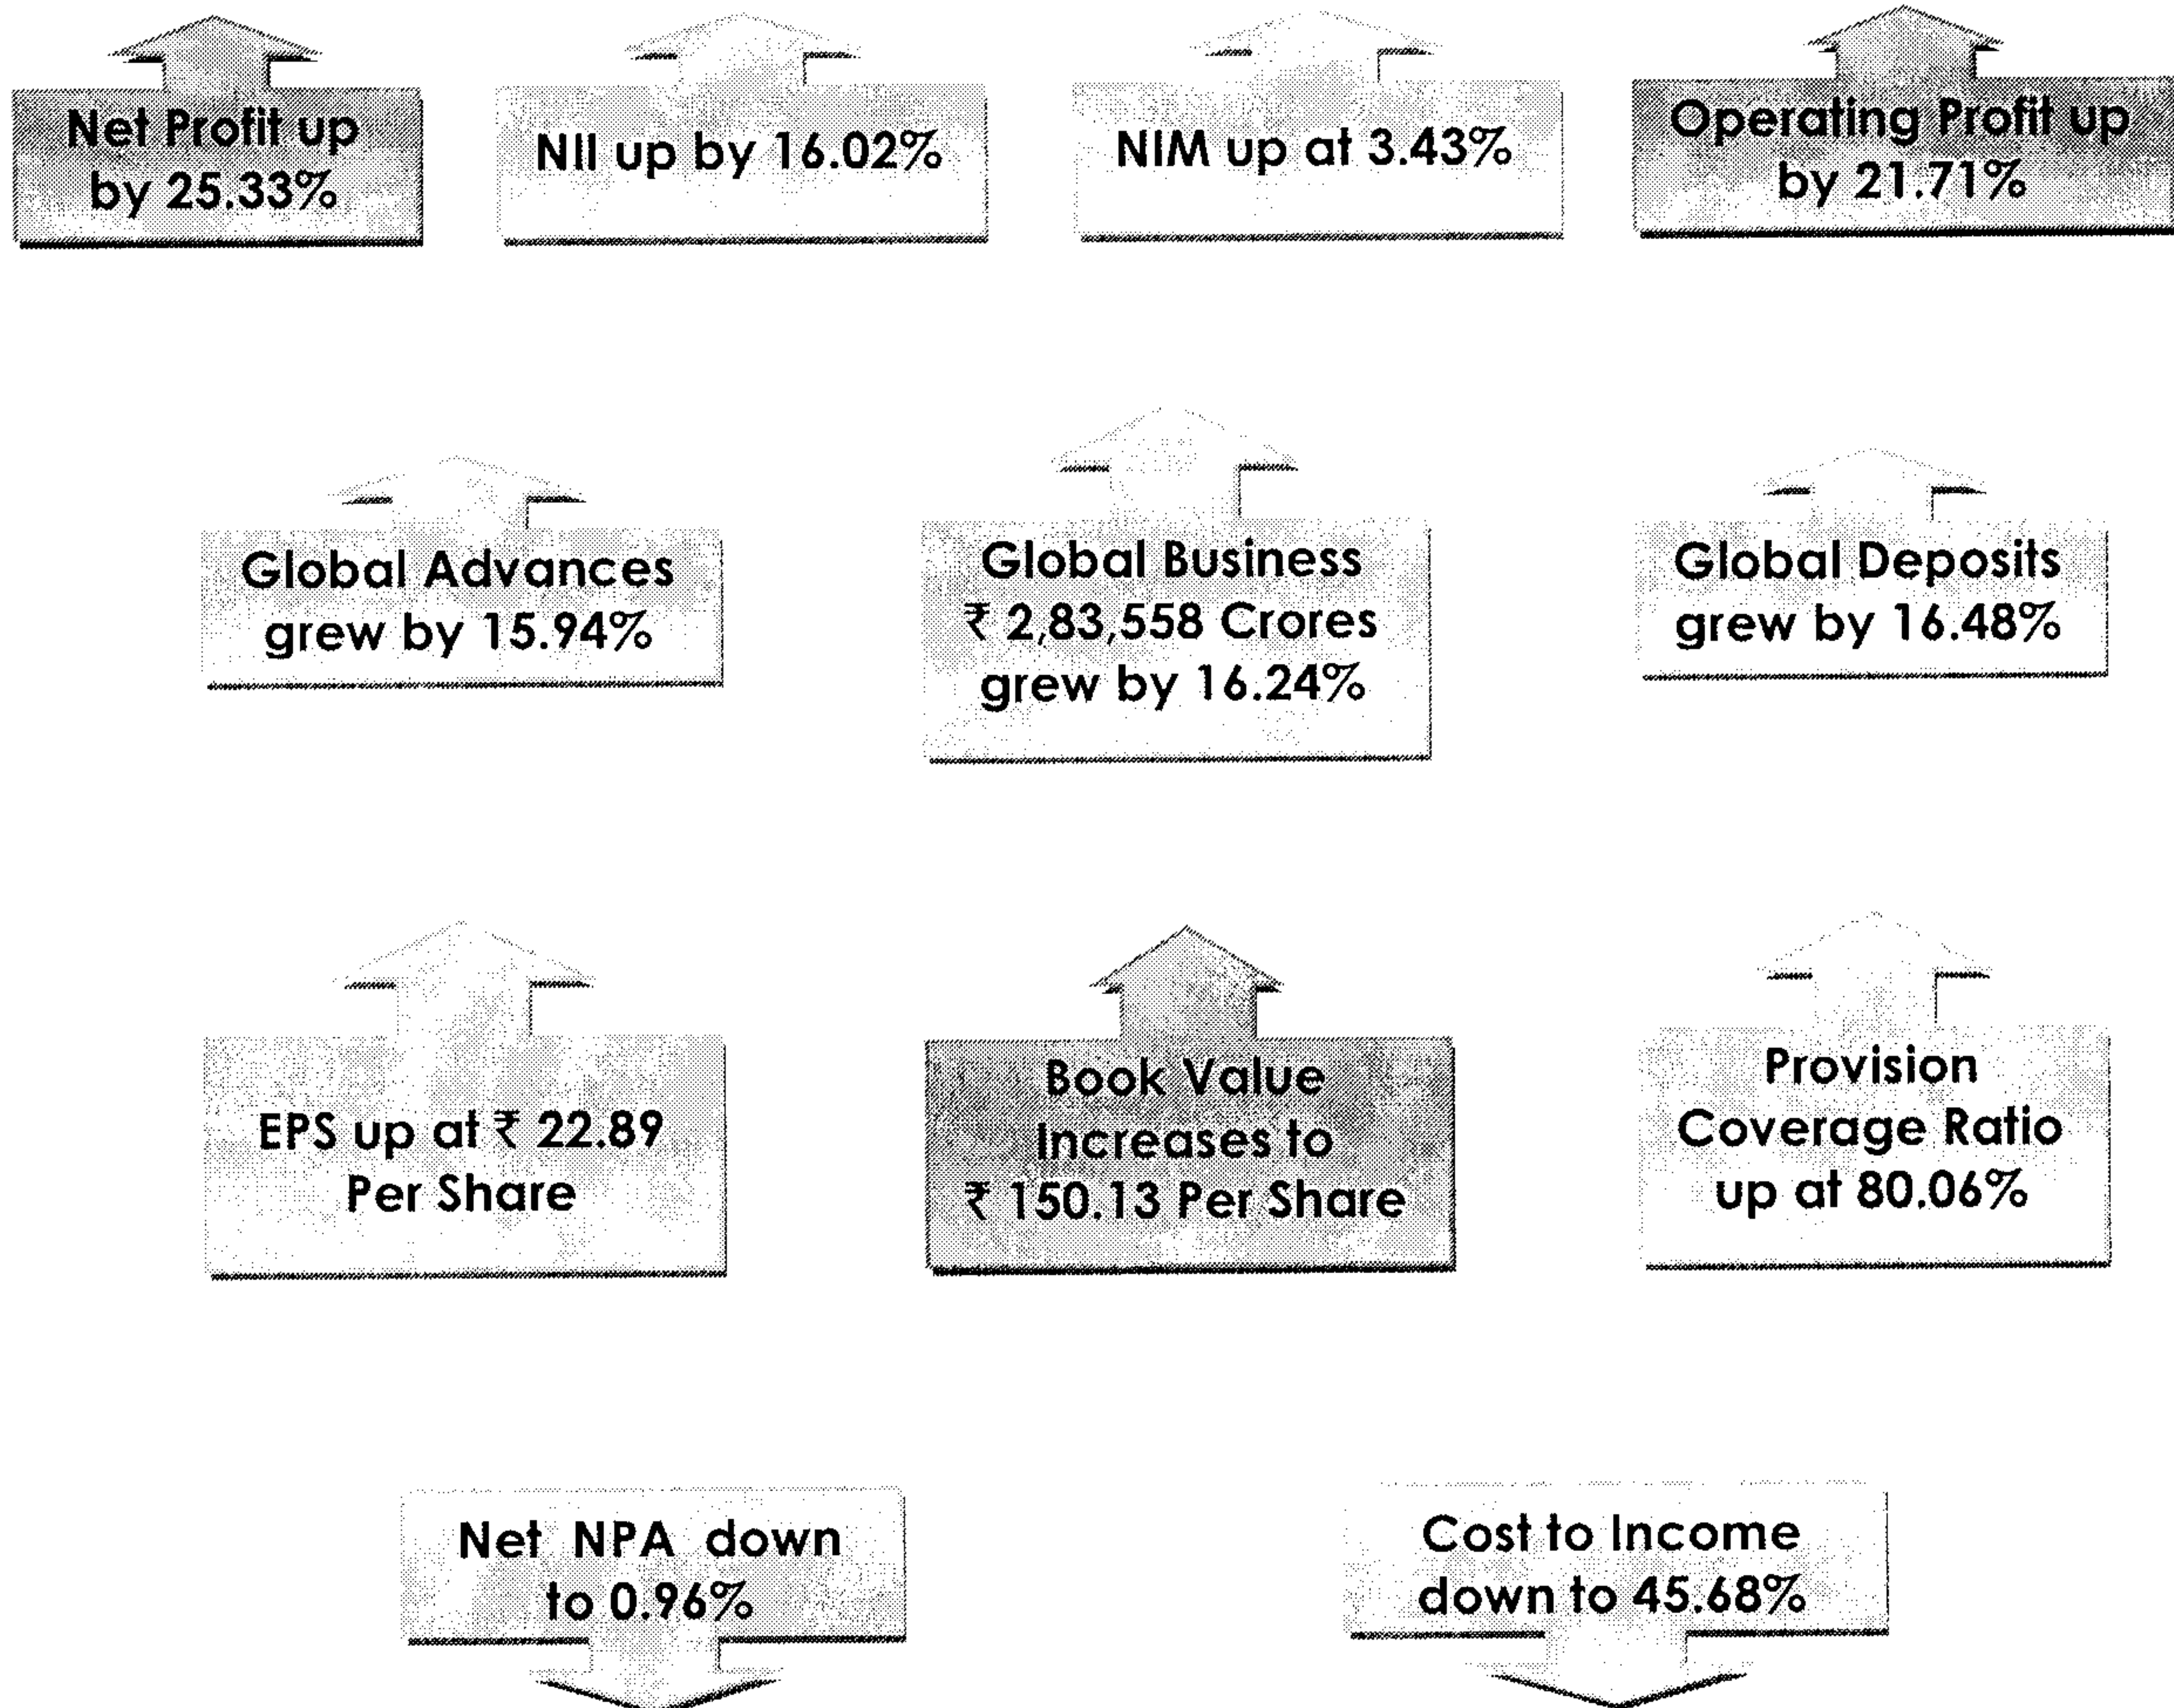 Net Profit up
by 25.33%
NII up by 16.02%
NIM up at 3.43%
Operating Profit up
by 21.71%
Global Advances
grew by 15.94%
Global Business
₹ 2,83,558 Crores
grew by 16.24%
Global Deposits
grew by 16.48%
EPS up at ₹ 22.89
Per Share
Book Value
Increases to
₹ 150.13 Per Share
Provision
Coverage Ratio
up at 80.06%
Net NPA down
to 0.96%
Cost to Income
down to 45.68%